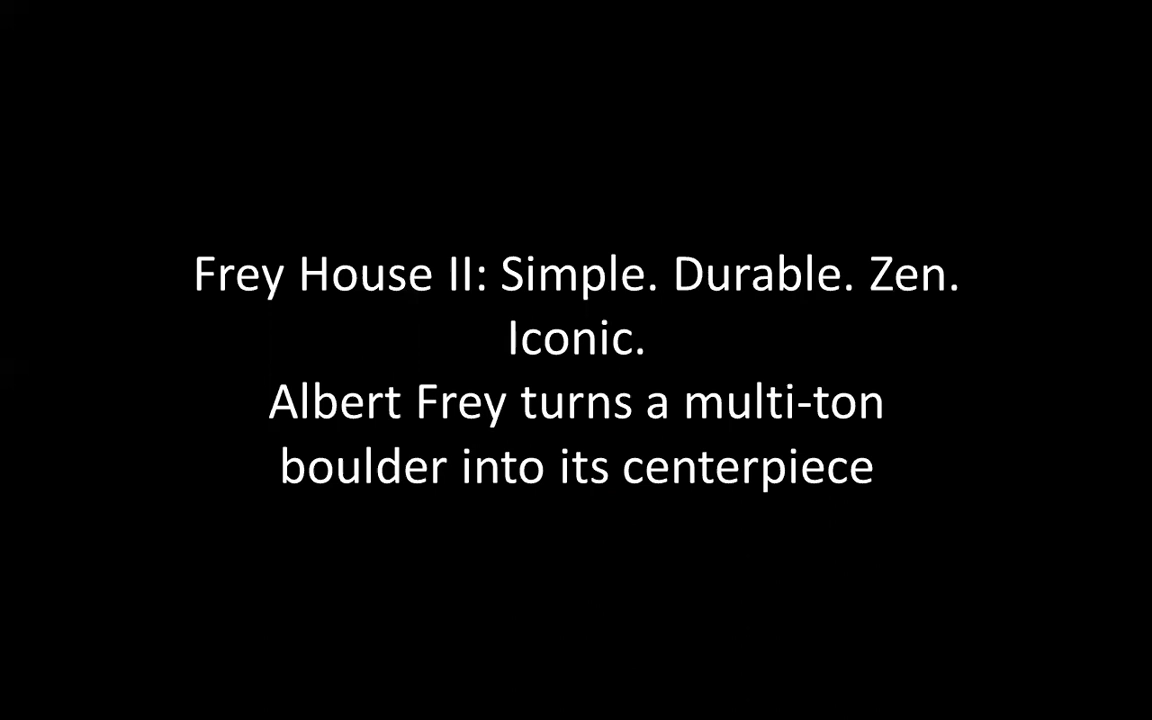 Frey House II: Simple. Durable. Zen.
Iconic.
Albert Frey turns a multi-ton
boulder into its centerpiece